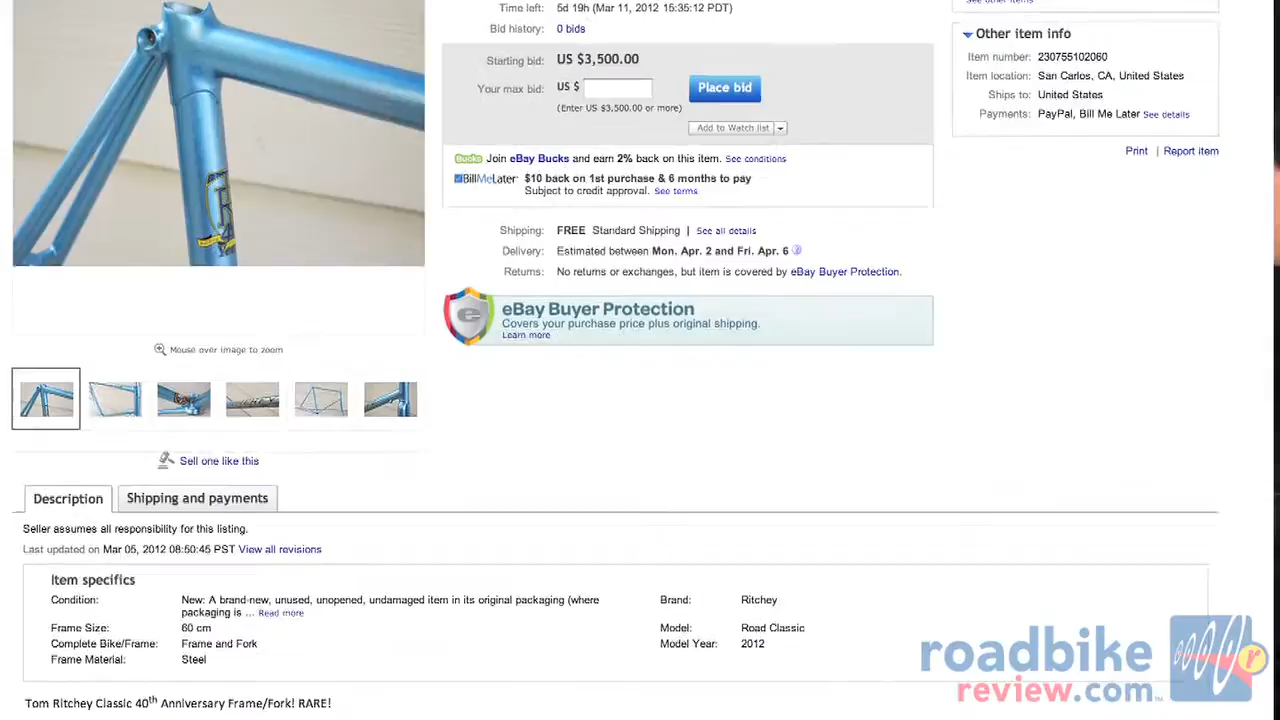 See other items
Time left: 5d 19h (Mar 11, 2012 15:35:12 PDT)
Bid history: 0 bids
Starting bid: US $3,500.00
Your max bid: US $ Place bid
(Enter US $3,500.00 or more)
Add to Watch list
Bucks Join eBay Bucks and earn 2% back on this item. See conditions
BillMeLater $10 back on 1st purchase & 6 months to pay
Subject to credit approval. See terms
Shipping: FREE Standard Shipping | See all details
Delivery: Estimated between Mon. Apr. 2 and Fri. Apr. 6
Returns: No returns or exchanges, but item is covered by eBay Buyer Protection.
e
eBay Buyer Protection
Covers your purchase price plus original shipping.
Learn more
Other item info
Item number: 230755102060
Item location: San Carlos, CA, United States
Ships to: United States
Payments: PayPal, Bill Me Later See details
Print | Report item
Mouse over image to zoom
Sell one like this
Description
Shipping and payments
Seller assumes all responsibility for this listing.
Last updated on Mar 05, 2012 08:50:45 PST View all revisions
Item specifics
Condition: New: A brand-new, unused, unopened, undamaged item in its original packaging (where
packaging is ... Read more
Frame Size: 60 cm
Complete Bike/Frame: Frame and Fork
Frame Material: Steel
Brand: Ritchey
Model: Road Classic
Model Year: 2012
Tom Ritchey Classic 40th Anniversary Frame/Fork! RARE!
roadbike
review.com
r